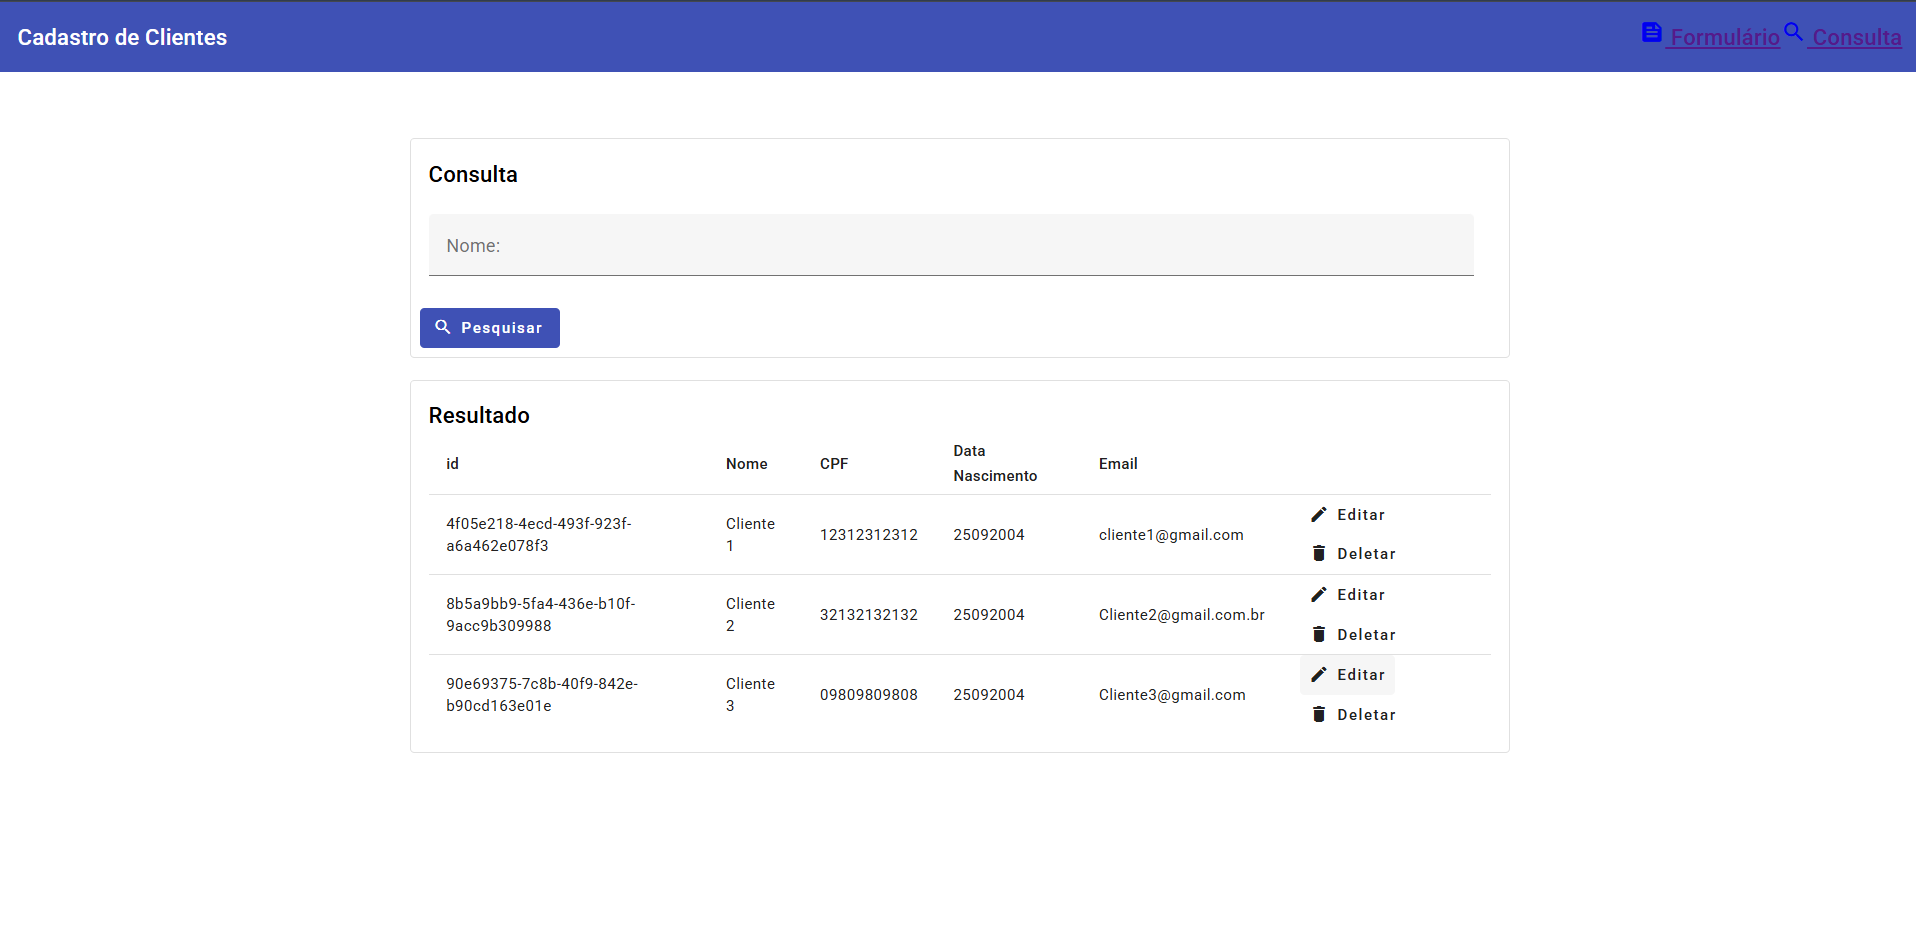 Cadastro de Clientes
Formulário Consulta
Consulta
Nome:
Pesquisar
Resultado
id Nome CPF Data Nascimento Email
4f05e218-4ecd-493f-923f-
a6a462e078f3
Cliente
1
12312312312
25092004
cliente1@gmail.com
Editar
Deletar
8b5a9bb9-5fa4-436e-b10f-
9acc9b309988
Cliente
2
32132132132
25092004
Cliente2@gmail.com.br
Editar
Deletar
90e69375-7c8b-40f9-842e-
b90cd163e01e
Cliente
3
09809809808
25092004
Cliente3@gmail.com
Editar
Deletar